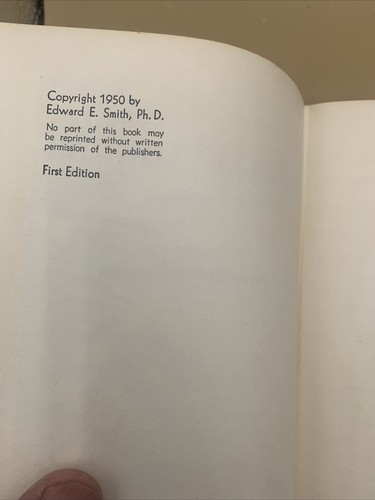 Copyright 1950 by
Edward E. Smith, Ph. D.
No part of this book may
be reprinted without written
permission of the publishers.
First Edition